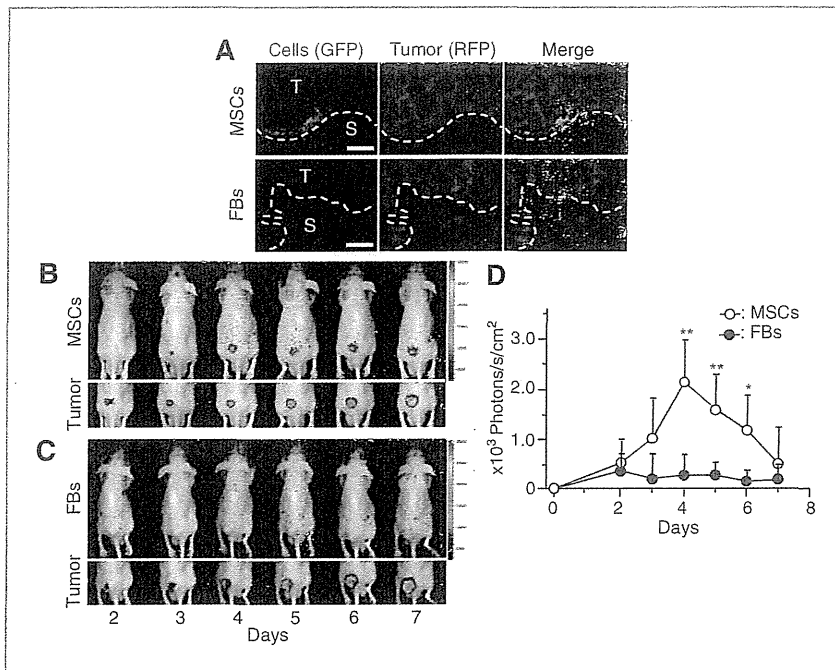 A
Cells (GFP) Tumor (RFP) Merge
MSCs
T
S
FBs
T
S
B
MSCs
Tumor
C
FBs
Tumor
2 3 4 5 6 7
Days
D
: MSCs
: FBs
x10³ Photons/s/cm²
3.0
2.0
1.0
0
** ** *
0 2 4 6 8
Days